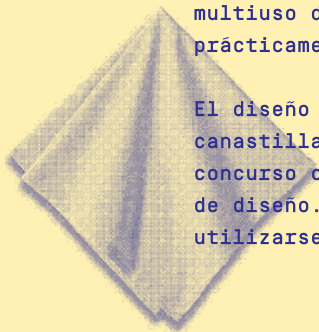 multiuso d
prácticame
El diseño
canastilla
concurso d
de diseño.
utilizarse